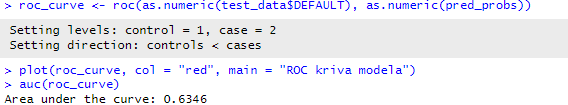 > roc_curve <- roc(as.numeric(test_data$DEFAULT), as.numeric(pred_probs))
Setting levels: control = 1, case = 2
Setting direction: controls < cases
> plot(roc_curve, col = "red", main = "ROC kriva modela")
> auc(roc_curve)
Area under the curve: 0.6346